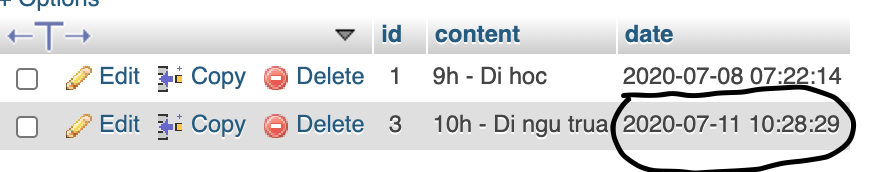 + Options
id content date
Edit Copy Delete 1 9h - Di hoc 2020-07-08 07:22:14
Edit Copy Delete 3 10h - Di ngu trua 2020-07-11 10:28:29